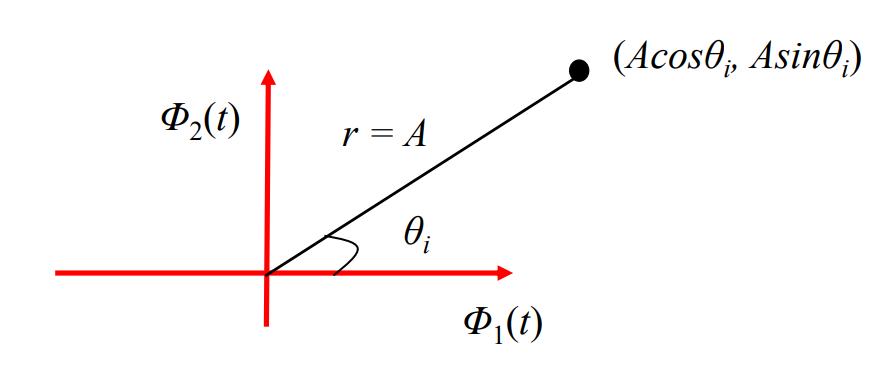 (Acosθᵢ, Asinθᵢ)
Φ₂(t)
r = A
θᵢ
Φ₁(t)